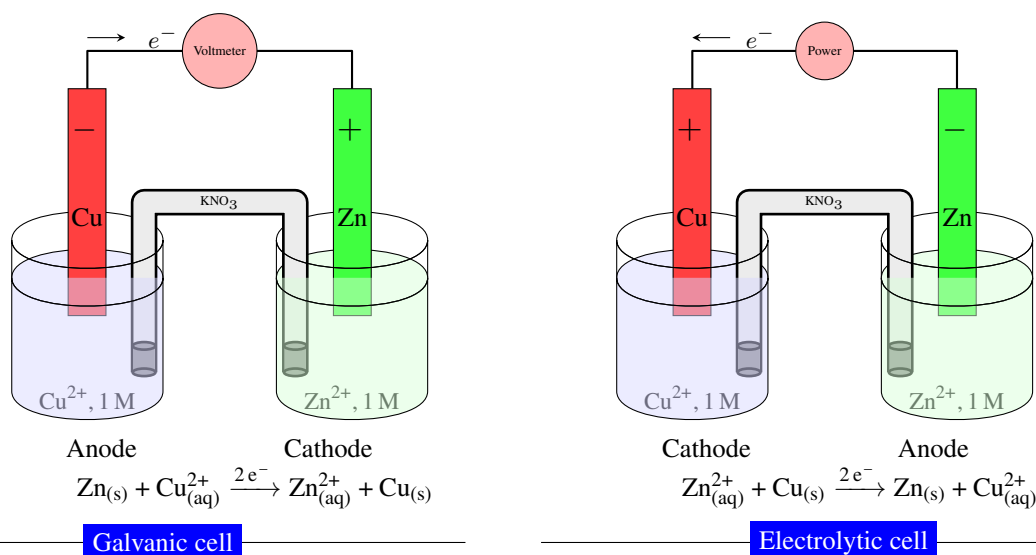 e⁻ Voltmeter
− +
Cu KNO₃ Zn
Cu²⁺, 1 M Zn²⁺, 1 M
Anode Cathode
Zn(s) + Cu²⁺(aq) 2 e⁻ → Zn²⁺(aq) + Cu(s)
Galvanic cell
e⁻ Power
+ −
Cu KNO₃ Zn
Cu²⁺, 1 M Zn²⁺, 1 M
Cathode Anode
Zn²⁺(aq) + Cu(s) 2 e⁻ → Zn(s) + Cu²⁺(aq)
Electrolytic cell